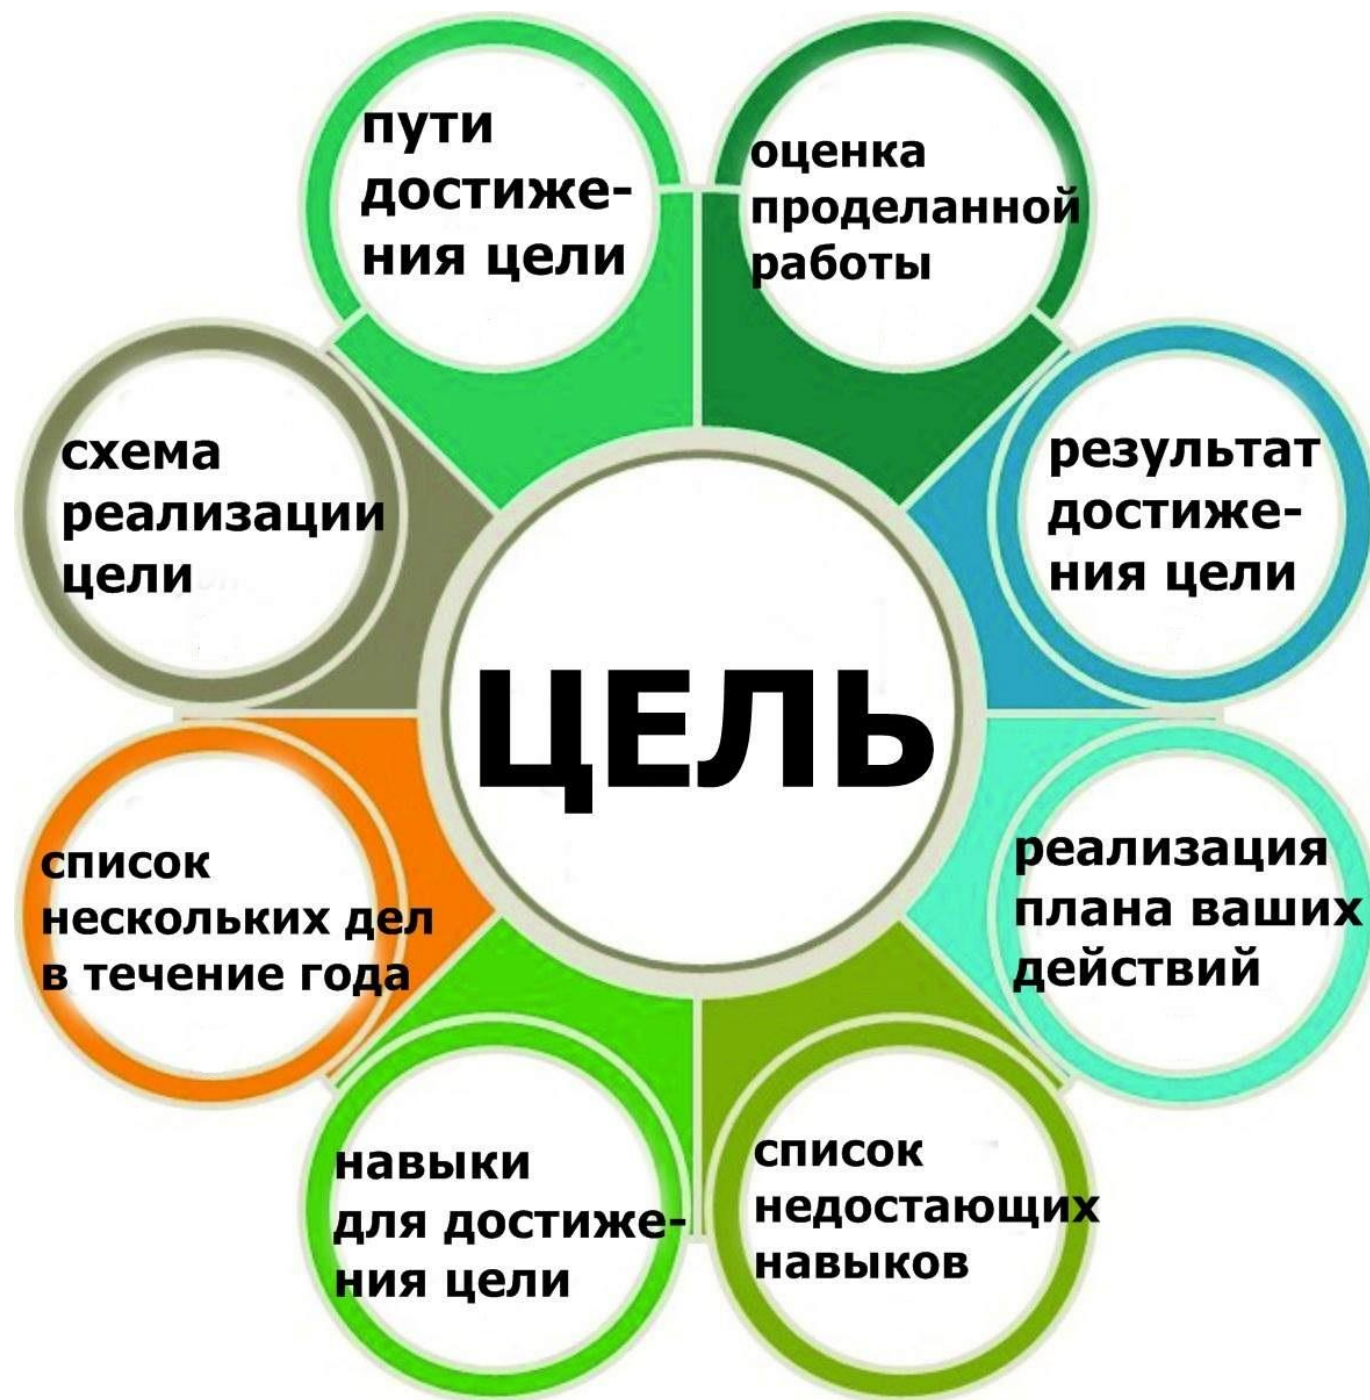 пути
достиже-
ния цели
оценка
проделанной
работы
схема
реализации
цели
результат
достиже-
ния цели
ЦЕЛЬ
список
нескольких дел
в течение года
реализация
плана ваших
действий
навыки
для достиже-
ния цели
список
недостающих
навыков